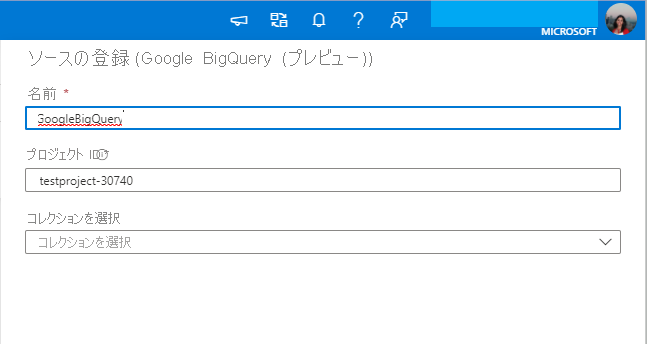 MICROSOFT
ソースの登録 (Google BigQuery (プレビュー))
名前 *
GoogleBigQuery
プロジェクト ID
testproject-30740
コレクションを選択
コレクションを選択